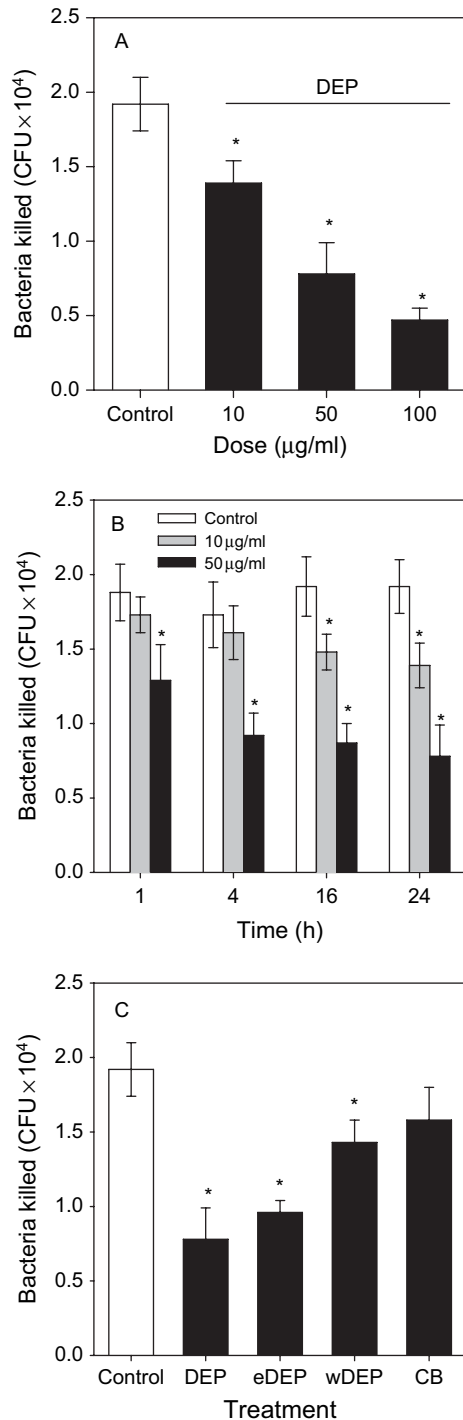 A
DEP
Bacteria killed (CFU×10⁴)
2.5
2.0
1.5
1.0
0.5
0.0
*
*
*
Control 10 50 100
Dose (μg/ml)
B
Control
10 μg/ml
50 μg/ml
Bacteria killed (CFU×10⁴)
2.5
2.0
1.5
1.0
0.5
0.0
*
*
*
*
*
*
1 4 16 24
Time (h)
C
Bacteria killed (CFU×10⁴)
2.5
2.0
1.5
1.0
0.5
0.0
*
*
*
Control DEP eDEP wDEP CB
Treatment